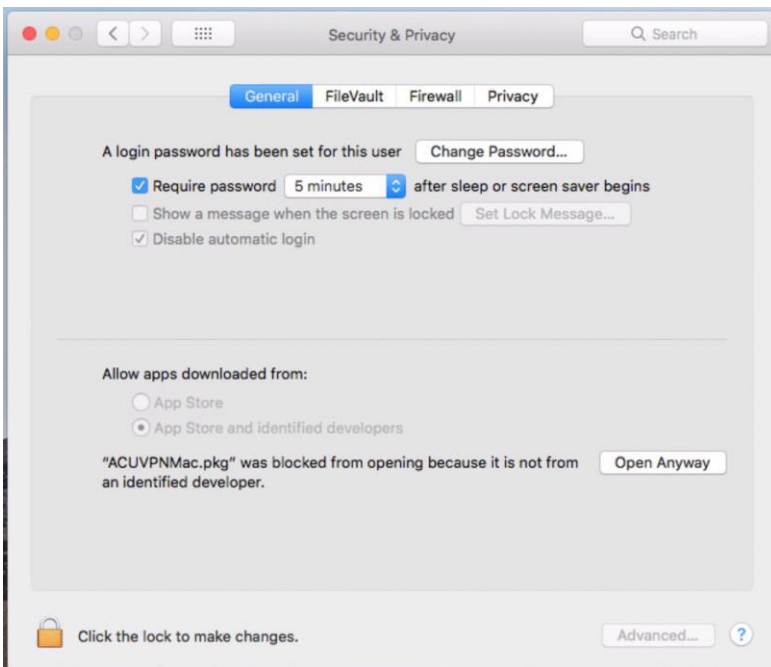 Security & Privacy
Search
General FileVault Firewall Privacy
A login password has been set for this user Change Password...
Require password 5 minutes after sleep or screen saver begins
Show a message when the screen is locked Set Lock Message...
Disable automatic login
Allow apps downloaded from:
App Store
App Store and identified developers
“ACUVPNMac.pkg” was blocked from opening because it is not from
an identified developer.
Open Anyway
Click the lock to make changes.
Advanced... ?